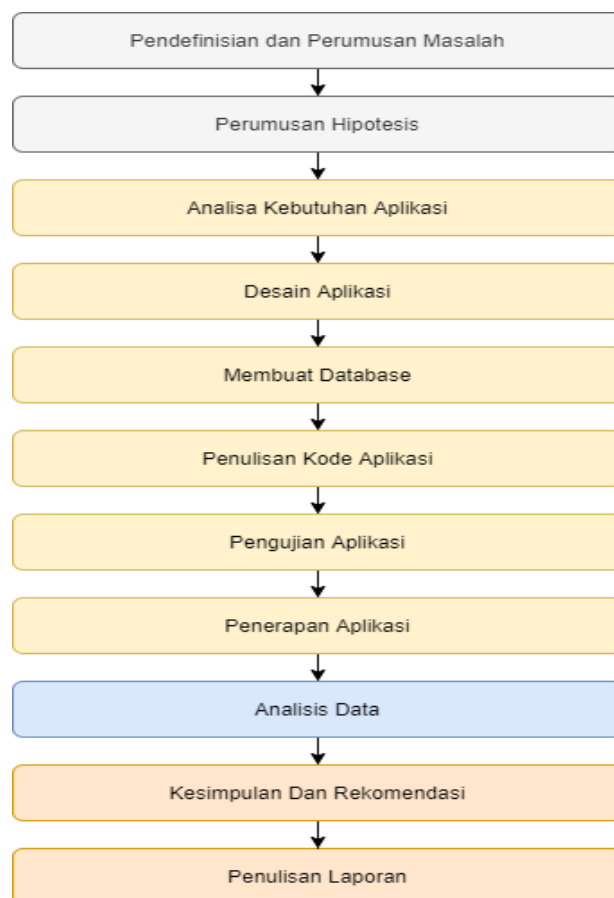 Pendefinisian dan Perumusan Masalah
Perumusan Hipotesis
Analisa Kebutuhan Aplikasi
Desain Aplikasi
Membuat Database
Penulisan Kode Aplikasi
Pengujian Aplikasi
Penerapan Aplikasi
Analisis Data
Kesimpulan Dan Rekomendasi
Penulisan Laporan